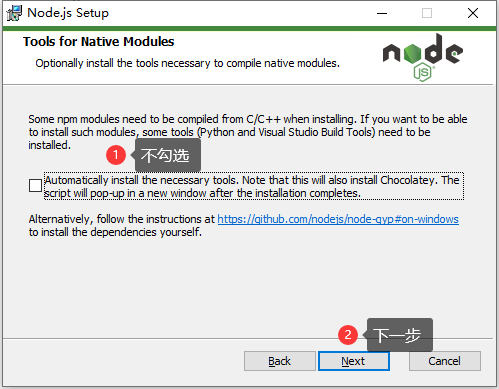 Node.js Setup
Tools for Native Modules
Optionally install the tools necessary to compile native modules.
node
JS
Some npm modules need to be compiled from C/C++ when installing. If you want to be able
to install such modules, some tools (Python and Visual Studio Build Tools) need to be
installed.
1 不勾选
Automatically install the necessary tools. Note that this will also install Chocolatey. The
script will pop-up in a new window after the installation completes.
Alternatively, follow the instructions at https://github.com/nodejs/node-gyp#on-windows
to install the dependencies yourself.
2 下一步
Back Next Cancel